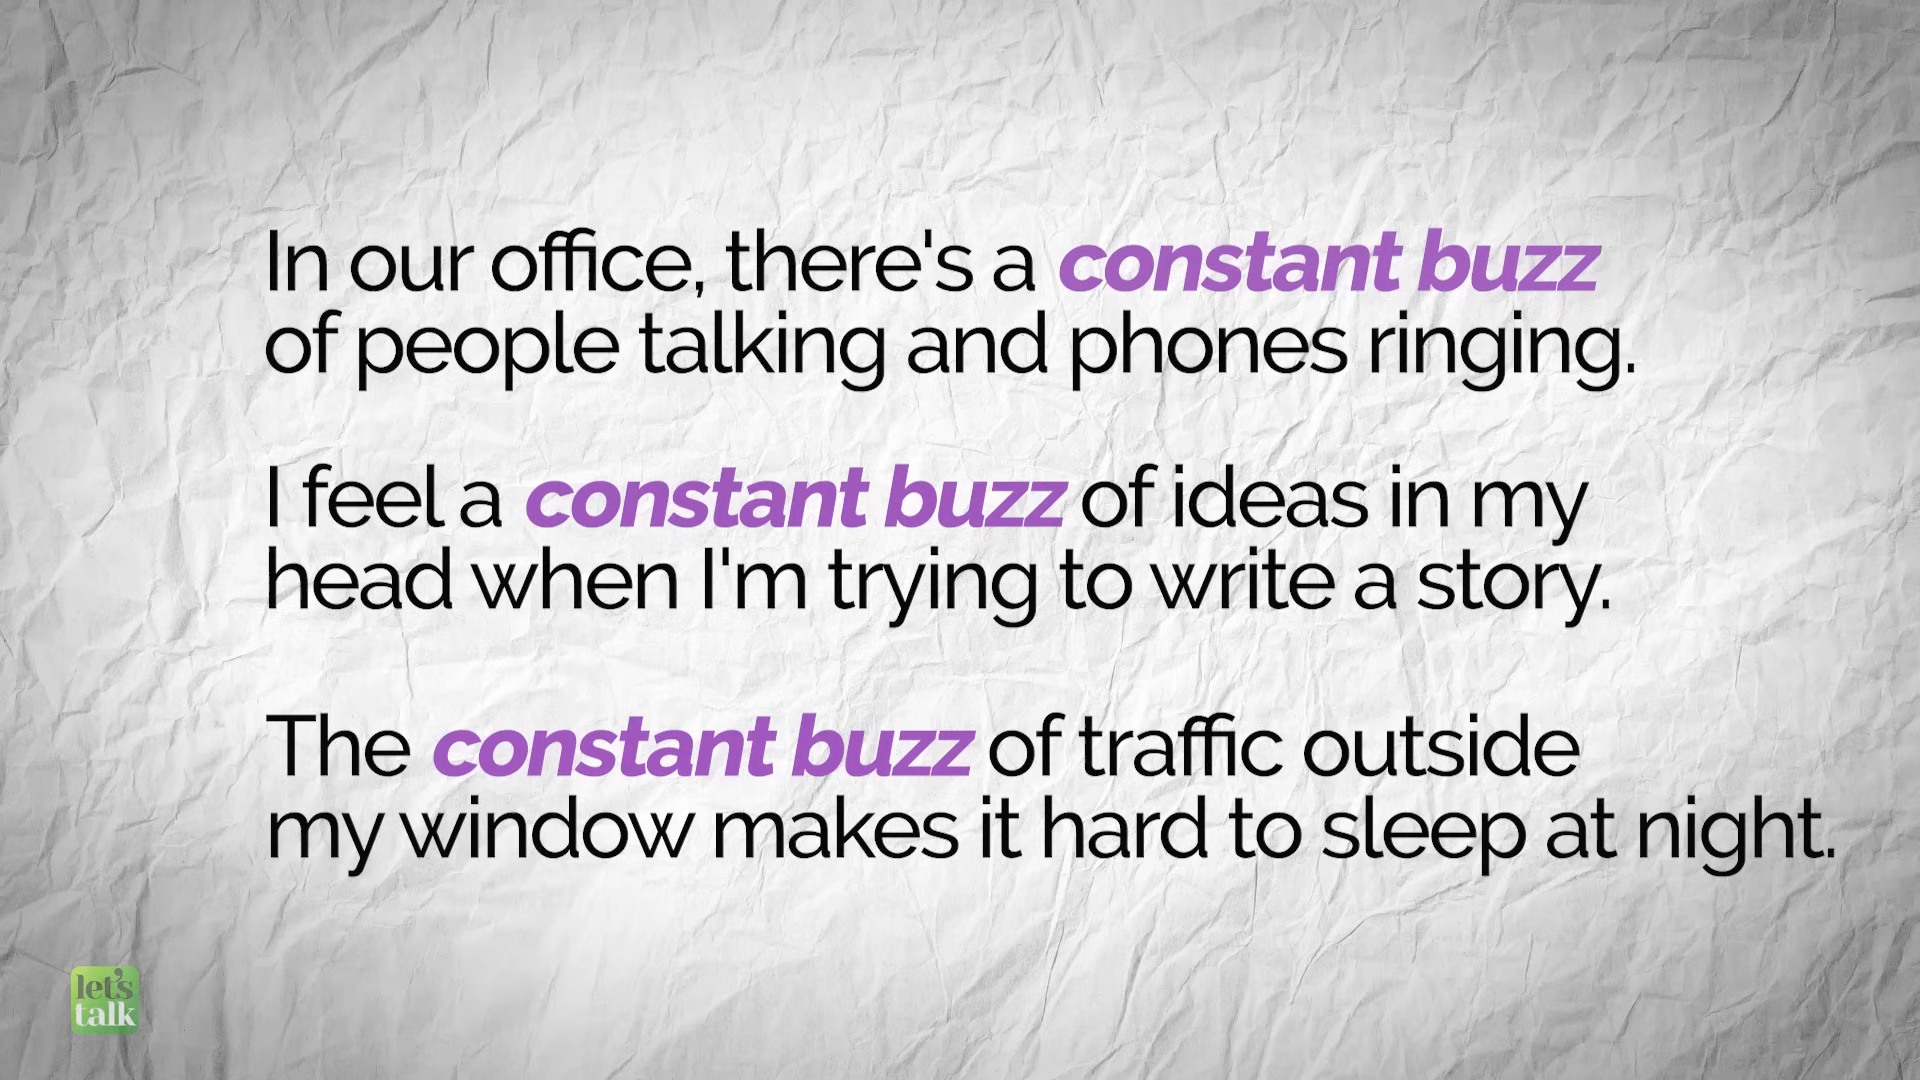 In our office, there's a constant buzz
of people talking and phones ringing.
I feel a constant buzz of ideas in my
head when I'm trying to write a story.
The constant buzz of traffic outside
my window makes it hard to sleep at night.
let's
talk